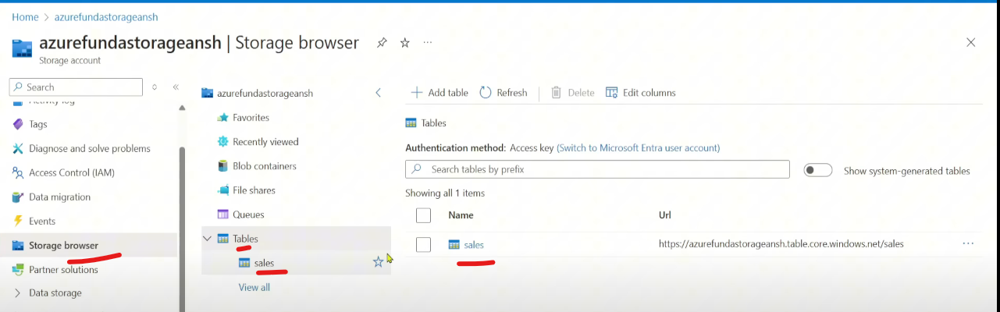 Home > azurefundastorageansh
azurefundastorageansh | Storage browser ...
Storage account
Search
Activity log
Tags
Diagnose and solve problems
Access Control (IAM)
Data migration
Events
Storage browser
Partner solutions
Data storage
azurefundastorageansh
Favorites
Recently viewed
Blob containers
File shares
Queues
Tables
sales
View all
Add table Refresh Delete Edit columns
Tables
Authentication method: Access key (Switch to Microsoft Entra user account)
Search tables by prefix
Show system-generated tables
Showing all 1 items
Name Url
sales https://azurefundastorageansh.table.core.windows.net/sales ...